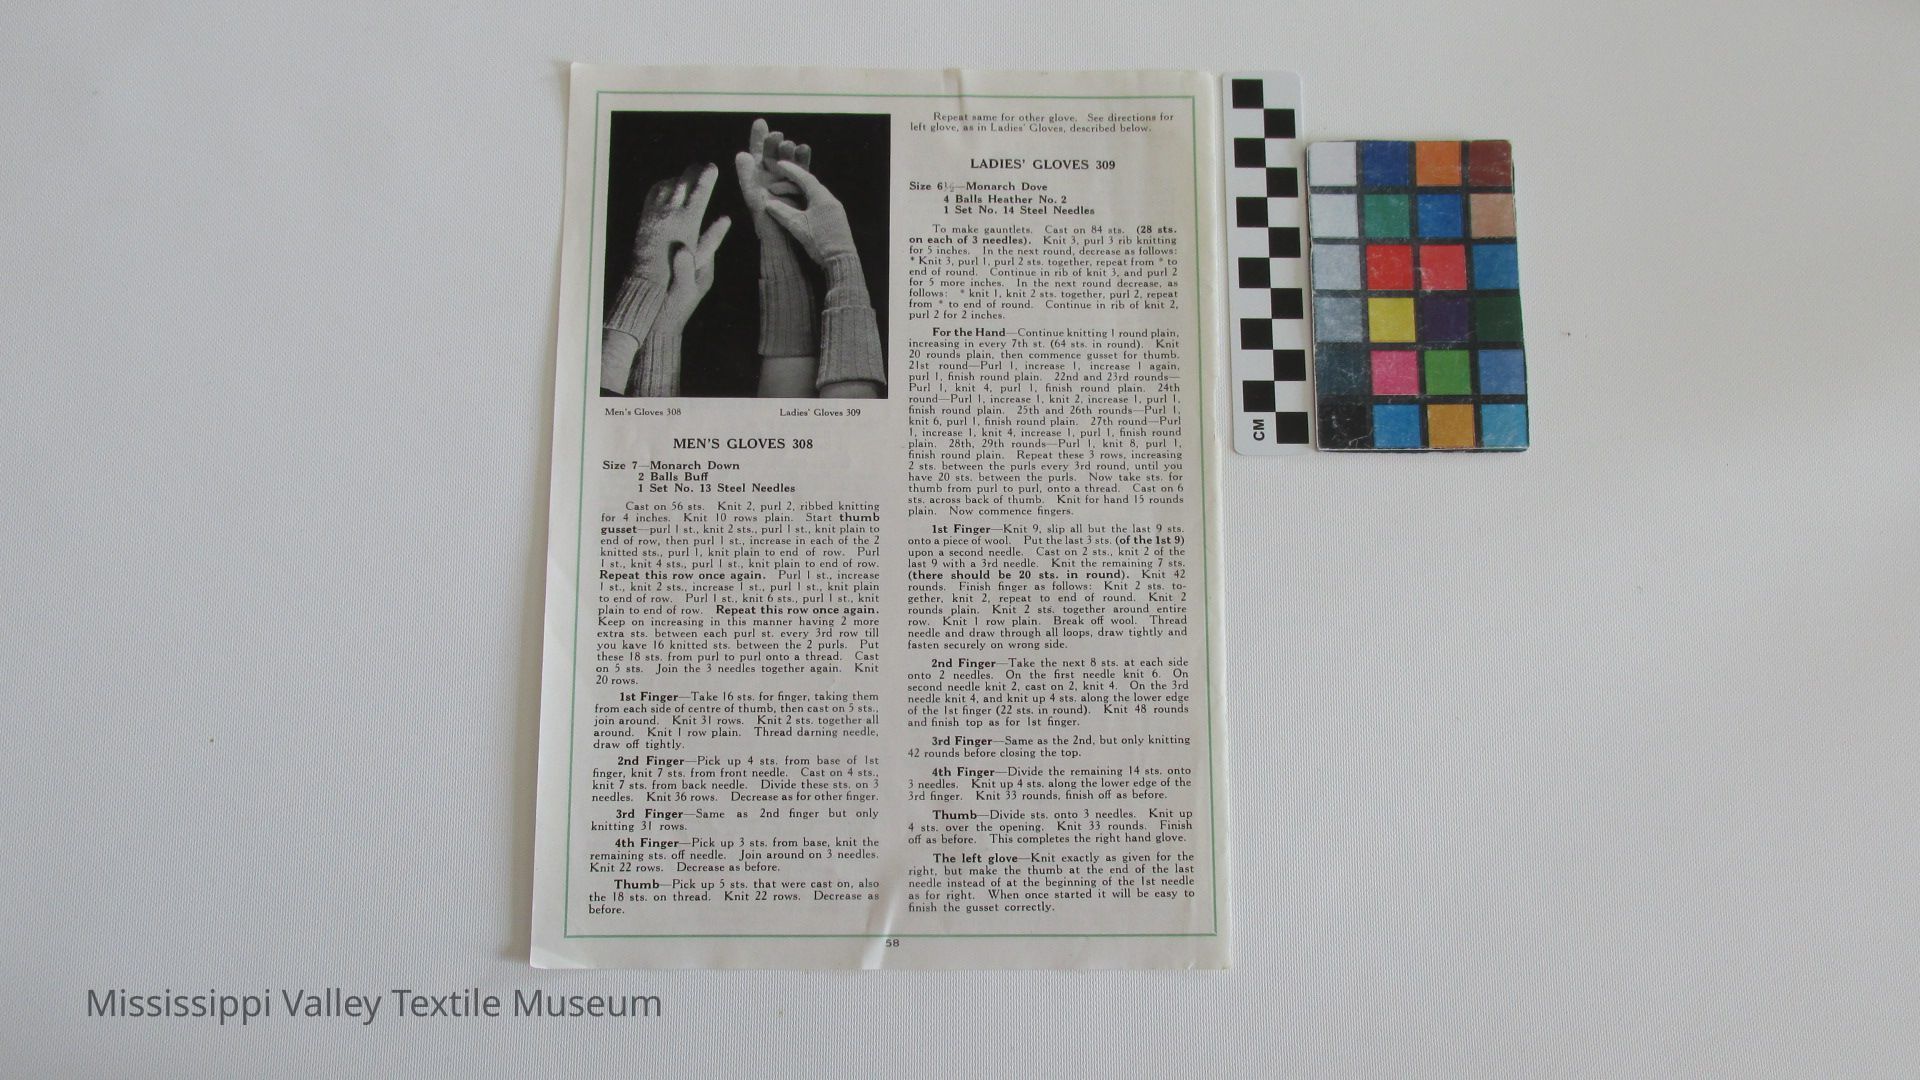 Men's Gloves 308
Ladies' Gloves 309
MEN'S GLOVES 308
Size 7—Monarch Down
2 Balls Buff
1 Set No. 13 Steel Needles
Cast on 56 sts. Knit 2, purl 2, ribbed knitting
for 4 inches. Knit 10 rows plain. Start thumb
gusset—purl 1 st., knit 2 sts., purl 1 st., knit plain to
end of row, then purl 1 st., increase in each of the 2
knitted sts., purl 1, knit plain to end of row. Purl
1 st., knit 4 sts., purl 1 st., knit plain to end of row.
Repeat this row once again. Purl 1 st., increase
1 st., knit 2 sts., increase 1 st., purl 1 st., knit plain
to end of row. Purl 1 st., knit 6 sts., purl 1 st., knit
plain to end of row. Repeat this row once again.
Keep on increasing in this manner having 2 more
extra sts. between each purl st. every 3rd row till
you kave 16 knitted sts. between the 2 purls. Put
these 18 sts. from purl to purl onto a thread. Cast
on 5 sts. Join the 3 needles together again. Knit
20 rows.
1st Finger—Take 16 sts. for finger, taking them
from each side of centre of thumb, then cast on 5 sts.,
join around. Knit 31 rows. Knit 2 sts. together all
around. Knit 1 row plain. Thread darning needle,
draw off tightly.
2nd Finger—Pick up 4 sts. from base of 1st
finger, knit 7 sts. from front needle. Cast on 4 sts.,
knit 7 sts. from back needle. Divide these sts. on 3
needles. Knit 36 rows. Decrease as for other finger.
3rd Finger—Same as 2nd finger but only
knitting 31 rows.
4th Finger—Pick up 3 sts. from base, knit the
remaining sts. off needle. Join around on 3 needles.
Knit 22 rows. Decrease as before.
Thumb—Pick up 5 sts. that were cast on, also
the 18 sts. on thread. Knit 22 rows. Decrease as
before.
Repeat same for other glove. See directions for
left glove, as in Ladies' Gloves, described below.
LADIES' GLOVES 309
Size 6½—Monarch Dove
4 Balls Heather No. 2
1 Set No. 14 Steel Needles
To make gauntlets. Cast on 84 sts. (28 sts.
on each of 3 needles). Knit 3, purl 3 rib knitting
for 5 inches. In the next round, decrease as follows:
* Knit 3, purl 1, purl 2 sts. together, repeat from * to
end of round. Continue in rib of knit 3, and purl 2
for 5 more inches. In the next round decrease, as
follows: * knit 1, knit 2 sts. together, purl 2, repeat
from * to end of round. Continue in rib of knit 2,
purl 2 for 2 inches.
For the Hand—Continue knitting 1 round plain,
increasing in every 7th st. (64 sts. in round). Knit
20 rounds plain, then commence gusset for thumb.
21st round—Purl 1, increase 1, increase 1 again,
purl 1, finish round plain. 22nd and 23rd rounds—
Purl 1, knit 4, purl 1, finish round plain. 24th
round—Purl 1, increase 1, knit 2, increase 1, purl 1,
finish round plain. 25th and 26th rounds—Purl 1,
knit 6, purl 1, finish round plain. 27th round—Purl
1, increase 1, knit 4, increase 1, purl 1, finish round
plain. 28th, 29th rounds—Purl 1, knit 8, purl 1,
finish round plain. Repeat these 3 rows, increasing
2 sts. between the purls every 3rd round, until you
have 20 sts. between the purls. Now take sts. for
thumb from purl to purl, onto a thread. Cast on 6
sts. across back of thumb. Knit for hand 15 rounds
plain. Now commence fingers.
1st Finger—Knit 9, slip all but the last 9 sts.
onto a piece of wool. Put the last 3 sts. (of the 1st 9)
upon a second needle. Cast on 2 sts., knit 2 of the
last 9 with a 3rd needle. Knit the remaining 7 sts.
(there should be 20 sts. in round). Knit 42
rounds. Finish finger as follows: Knit 2 sts. to-
gether, knit 2, repeat to end of round. Knit 2
rounds plain. Knit 2 sts. together around entire
row. Knit 1 row plain. Break off wool. Thread
needle and draw through all loops, draw tightly and
fasten securely on wrong side.
2nd Finger—Take the next 8 sts. at each side
onto 2 needles. On the first needle knit 6. On
second needle knit 2, cast on 2, knit 4. On the 3rd
needle knit 4, and knit up 4 sts. along the lower edge
of the 1st finger (22 sts. in round). Knit 48 rounds
and finish top as for 1st finger.
3rd Finger—Same as the 2nd, but only knitting
42 rounds before closing the top.
4th Finger—Divide the remaining 14 sts. onto
3 needles. Knit up 4 sts. along the lower edge of the
3rd finger. Knit 33 rounds, finish off as before.
Thumb—Divide sts. onto 3 needles. Knit up
4 sts. over the opening. Knit 33 rounds. Finish
off as before. This completes the right hand glove.
The left glove—Knit exactly as given for the
right, but make the thumb at the end of the last
needle instead of at the beginning of the 1st needle
as for right. When once started it will be easy to
finish the gusset correctly.
58
CM
Mississippi Valley Textile Museum